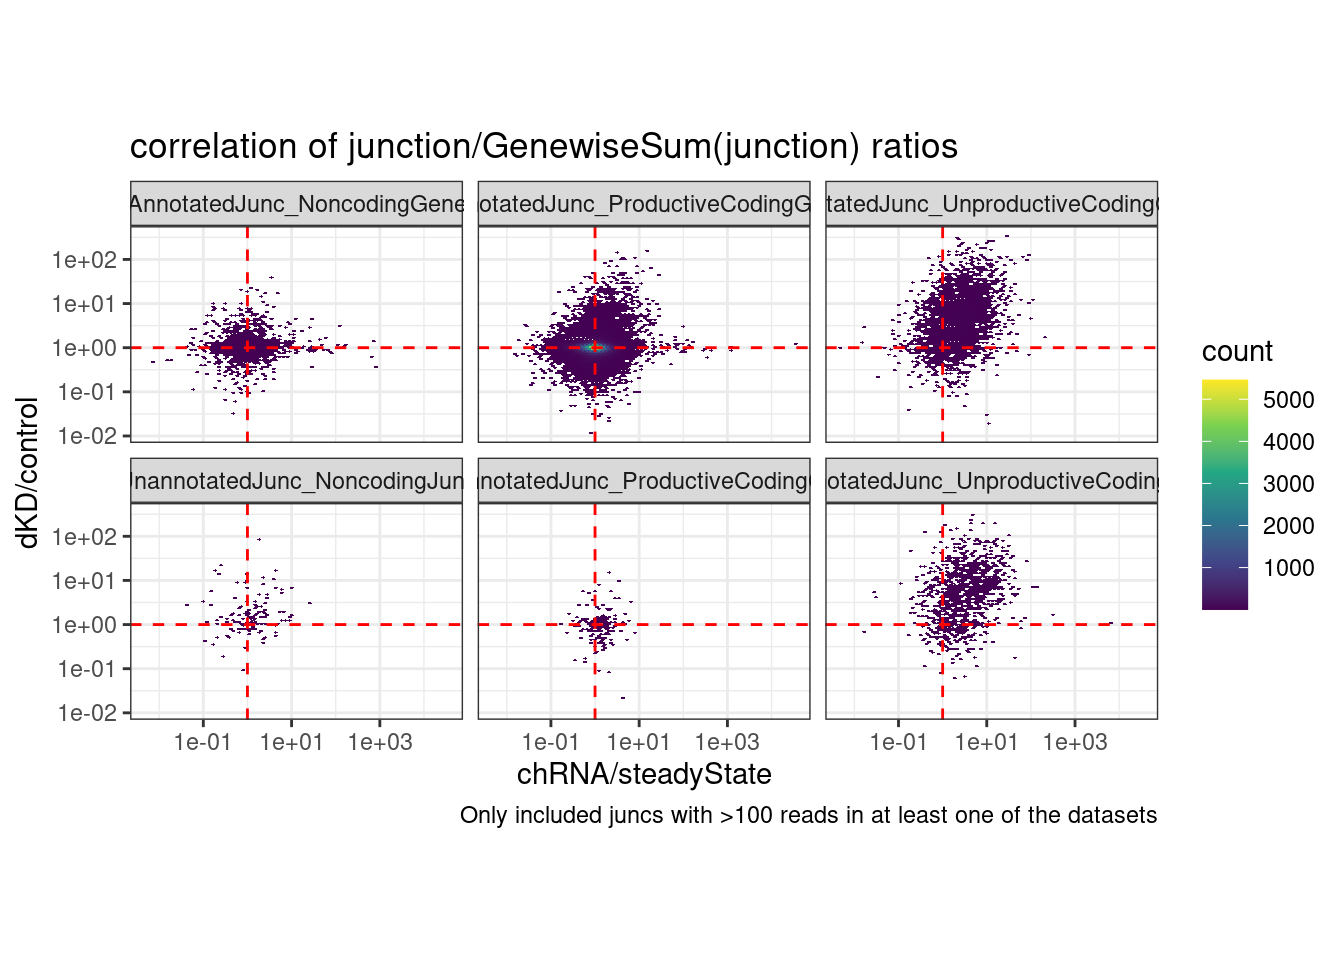 correlation of junction/GenewiseSum(junction) ratios
AnnotatedJunc_NoncodingGene
otatedJunc_ProductiveCodingG
tatedJunc_UnproductiveCodingG
1e+02
1e+01
1e+00
1e-01
1e-02
UnannotatedJunc_NoncodingJun
nnotatedJunc_ProductiveCodingG
otatedJunc_UnproductiveCoding
1e+02
1e+01
1e+00
1e-01
1e-02
1e-01 1e+01 1e+03
1e-01 1e+01 1e+03
1e-01 1e+01 1e+03
dKD/control
chRNA/steadyState
Only included juncs with >100 reads in at least one of the datasets
count
5000
4000
3000
2000
1000